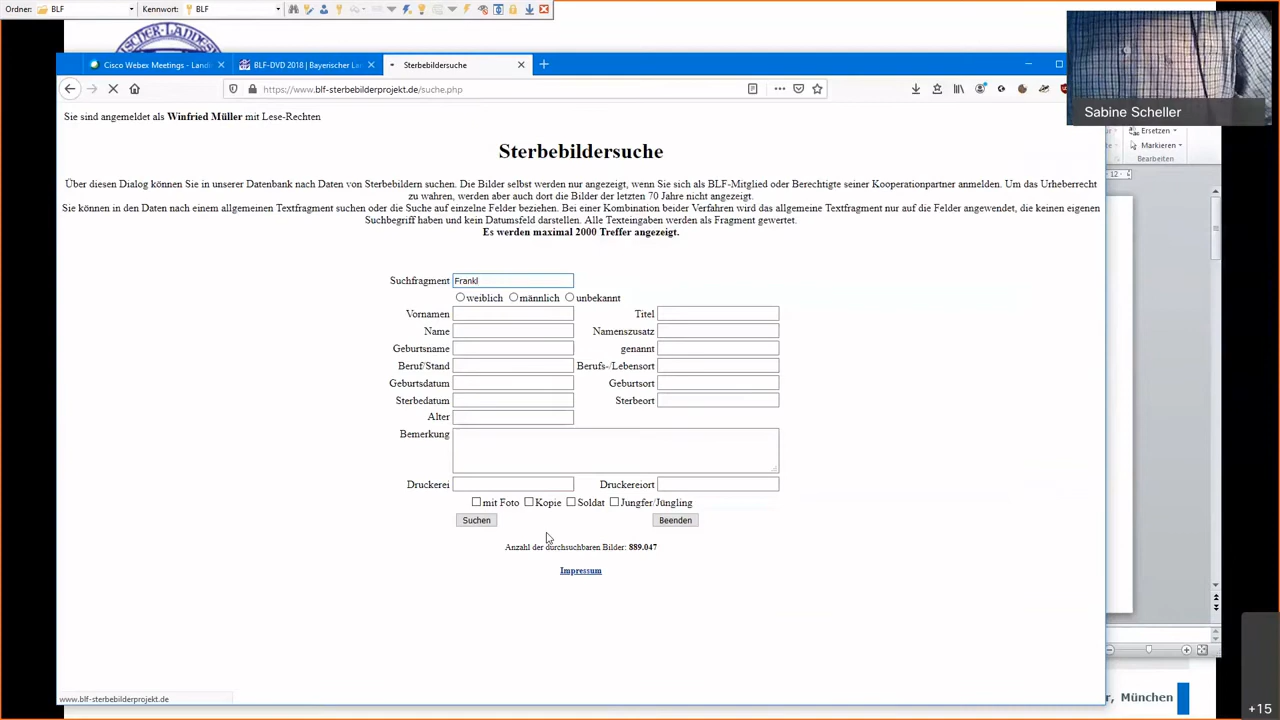 Ordner: BLF Kennwort: BLF
Cisco Webex Meetings - Landi
BLF-DVD 2018 | Bayerischer Lan
Sterbebildersuche
https://www.blf-sterbebilderprojekt.de/suche.php
Sabine Scheller
Ersetzen
Markieren
Bearbeiten
Sie sind angemeldet als Winfried Müller mit Lese-Rechten
Sterbebildersuche
Über diesen Dialog können Sie in unserer Datenbank nach Daten von Sterbebildern suchen. Die Bilder selbst werden nur angezeigt, wenn Sie sich als BLF-Mitglied oder Berechtigte seiner Kooperationpartner anmelden. Um das Urheberrecht
zu wahren, werden aber auch dort die Bilder der letzten 70 Jahre nicht angezeigt.
Sie können in den Daten nach einem allgemeinen Textfragment suchen oder die Suche auf einzelne Felder beziehen. Bei einer Kombination beider Verfahren wird das allgemeine Textfragment nur auf die Felder angewendet, die keinen eigenen
Suchbegriff haben und kein Datumsfeld darstellen. Alle Texteingaben werden als Fragment gewertet.
Es werden maximal 2000 Treffer angezeigt.
Suchfragment Frankl
weiblich männlich unbekannt
Vornamen Titel
Name Namenszusatz
Geburtsname genannt
Beruf/Stand Berufs-/Lebensort
Geburtsdatum Geburtsort
Sterbedatum Sterbeort
Alter
Bemerkung
Druckerei Druckereiort
mit Foto Kopie Soldat Jungfer/Jüngling
Suchen Beenden
Anzahl der durchsuchbaren Bilder: 889.047
Impressum
www.blf-sterbebilderprojekt.de
r, München
+15